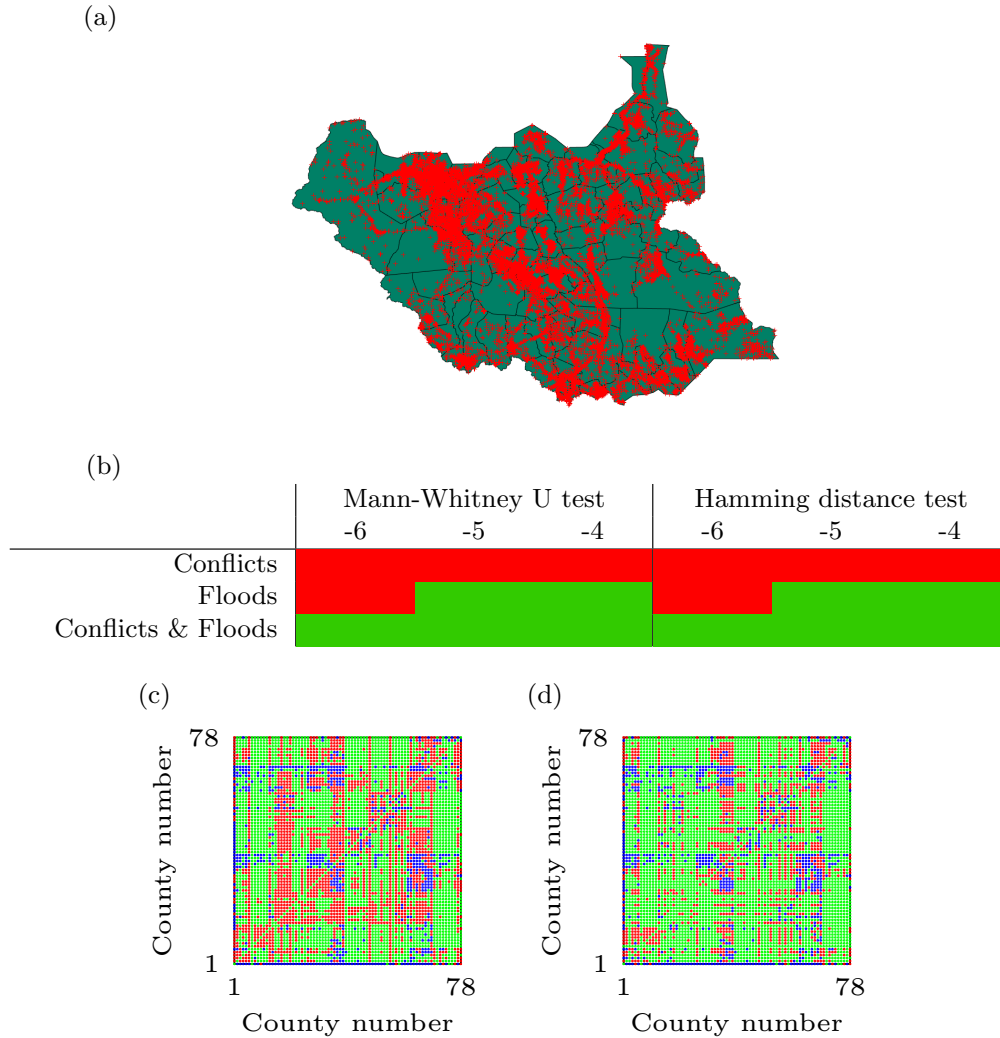 (a)
(b)
Mann-Whitney U test Hamming distance test
-6 -5 -4 -6 -5 -4
Conflicts
Floods
Conflicts & Floods
(c) (d)
78 78
County number County number
1 1
1 78 1 78
County number County number